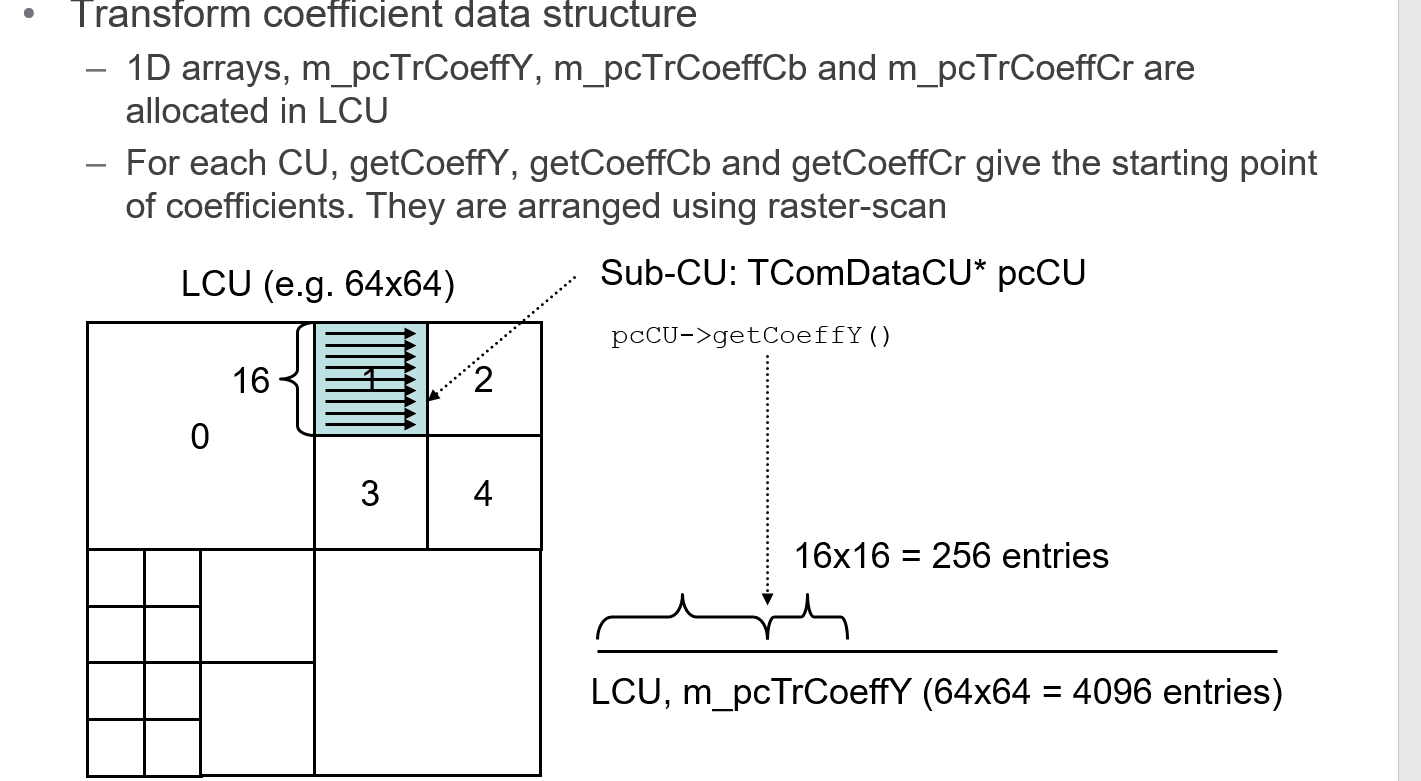 • Transform coefficient data structure
– 1D arrays, m_pcTrCoeffY, m_pcTrCoeffCb and m_pcTrCoeffCr are
allocated in LCU
– For each CU, getCoeffY, getCoeffCb and getCoeffCr give the starting point
of coefficients. They are arranged using raster-scan
LCU (e.g. 64x64)
Sub-CU: TComDataCU* pcCU
pcCU->getCoeffY()
16
1
2
0
3
4
16x16 = 256 entries
LCU, m_pcTrCoeffY (64x64 = 4096 entries)